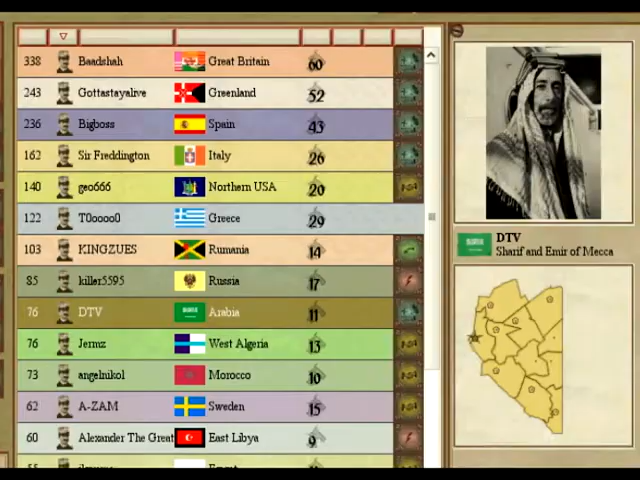 338 Baadshah Great Britain 60
243 Gottastayalive Greenland 52
236 Bigboss Spain 43
162 Sir Freddington Italy 26
140 geo666 Northern USA 20
122 T0oooo0 Greece 29
103 KINGZUES Rumania 14
85 killer5595 Russia 17
76 DTV Arabia 11
76 Jermz West Algeria 13
73 angelnikol Morocco 10
62 A-ZAM Sweden 15
60 Alexander The Great East Libya 9
DTV
Sharif and Emir of Mecca